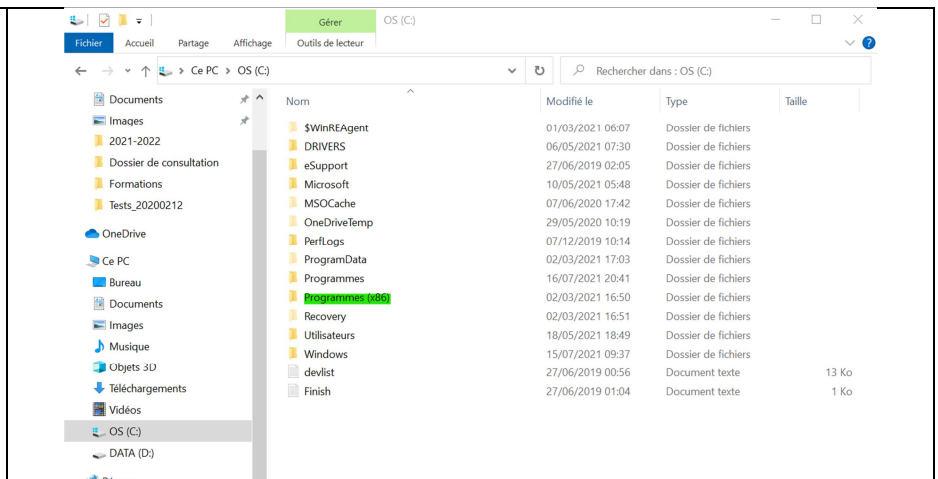 Gérer
OS (C:)
Fichier
Accueil
Partage
Affichage
Outils de lecteur
?
Ce PC > OS (C:)
Rechercher dans : OS (C:)
Documents
Images
2021-2022
Dossier de consultation
Formations
Tests_20200212
OneDrive
Ce PC
Bureau
Documents
Images
Musique
Objets 3D
Téléchargements
Vidéos
OS (C:)
DATA (D:)
Nom Modifié le Type Taille
$WinREAgent 01/03/2021 06:07 Dossier de fichiers
DRIVERS 06/05/2021 07:30 Dossier de fichiers
eSupport 27/06/2019 02:05 Dossier de fichiers
Microsoft 10/05/2021 05:48 Dossier de fichiers
MSOCache 07/06/2020 17:42 Dossier de fichiers
OneDriveTemp 29/05/2020 10:19 Dossier de fichiers
PerfLogs 07/12/2019 10:14 Dossier de fichiers
ProgramData 02/03/2021 17:03 Dossier de fichiers
Programmes 16/07/2021 20:41 Dossier de fichiers
Programmes (x86) 02/03/2021 16:50 Dossier de fichiers
Recovery 02/03/2021 16:51 Dossier de fichiers
Utilisateurs 18/05/2021 18:49 Dossier de fichiers
Windows 15/07/2021 09:37 Dossier de fichiers
devlist 27/06/2019 00:56 Document texte 13 Ko
Finish 27/06/2019 01:04 Document texte 1 Ko